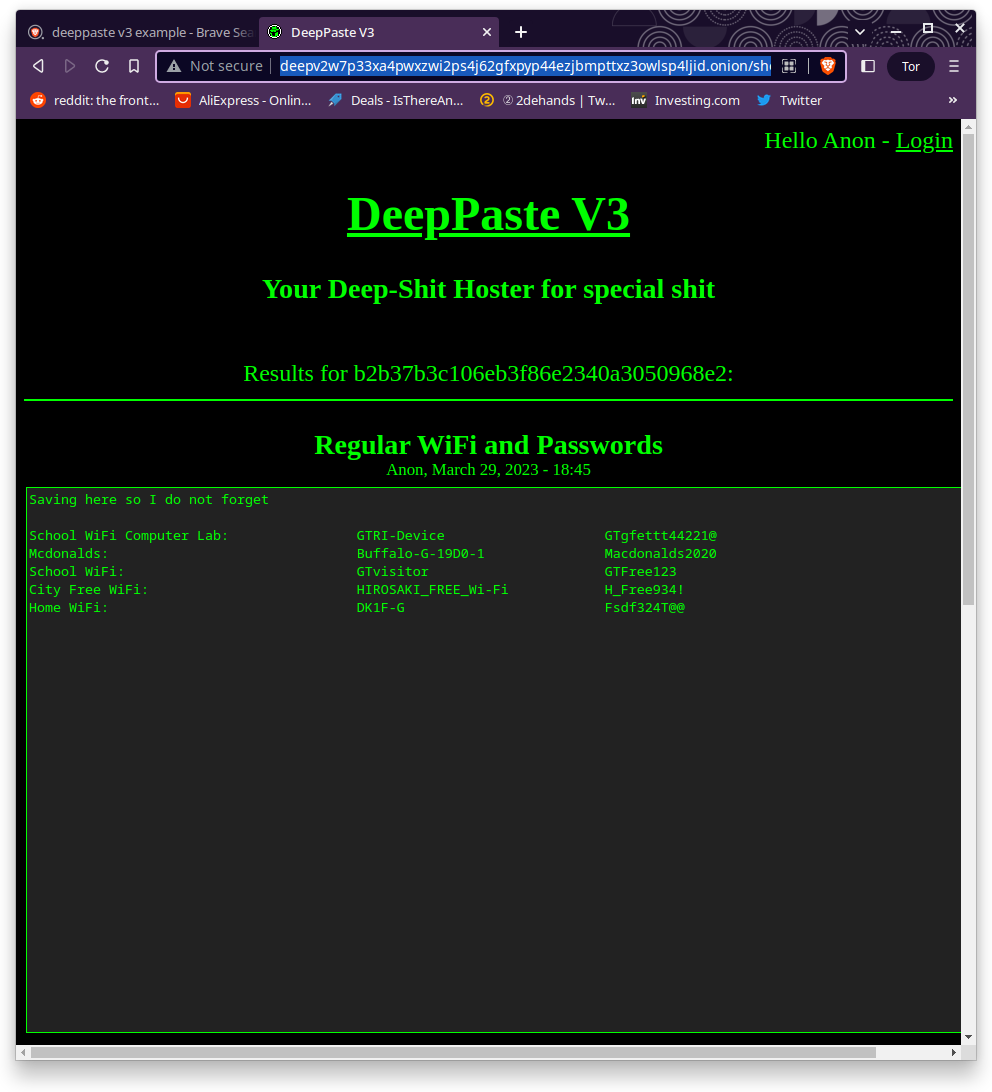 deeppaste v3 example - Brave Sea
DeepPaste V3
Not secure
deepv2w7p33xa4pwxzwi2ps4j62gfxpyp44ezjbmpttxz3owlsp4ljid.onion/sh
Tor
reddit: the front...
AliExpress - Onlin...
Deals - IsThereAn...
② 2dehands | Tw...
Investing.com
Twitter
»
Hello Anon - Login
DeepPaste V3
Your Deep-Shit Hoster for special shit
Results for b2b37b3c106eb3f86e2340a3050968e2:
Regular WiFi and Passwords
Anon, March 29, 2023 - 18:45
Saving here so I do not forget
School WiFi Computer Lab: GTRI-Device GTgfettt44221@
Mcdonalds: Buffalo-G-19D0-1 Macdonalds2020
School WiFi: GTvisitor GTFree123
City Free WiFi: HIROSAKI_FREE_Wi-Fi H_Free934!
Home WiFi: DK1F-G Fsdf324T@@